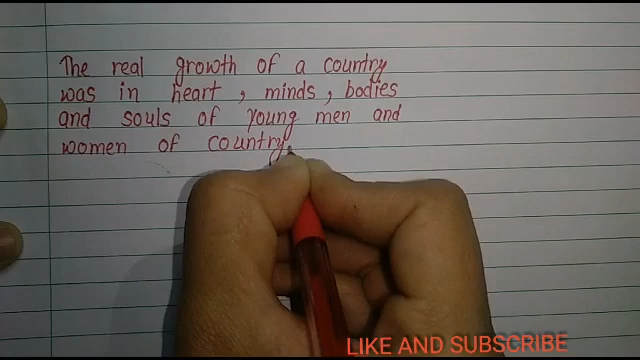 The real growth of a country
was in heart, minds, bodies
and souls of young men and
women of country.
LIKE AND SUBSCRIBE